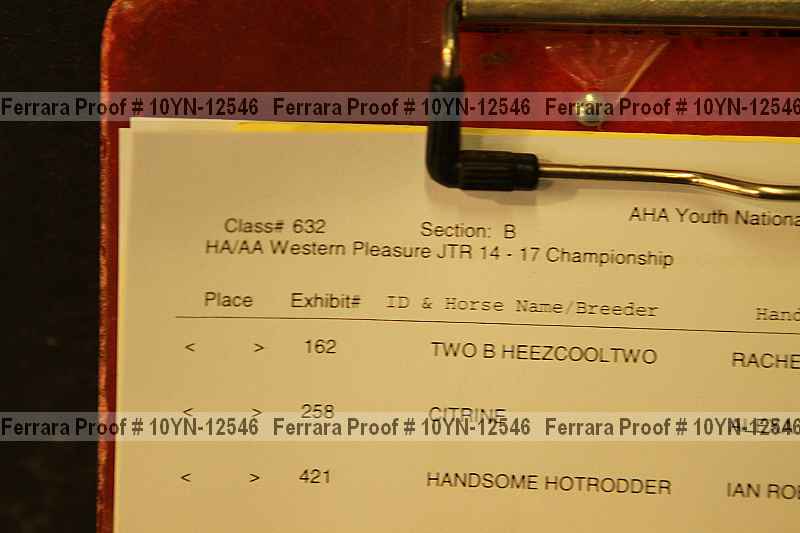 Ferrara Proof # 10YN-12546 Ferrara Proof # 10YN-12546 Ferrara Proof # 10YN-12546
AHA Youth Nationa
Class# 632 Section: B
HA/AA Western Pleasure JTR 14 - 17 Championship
Place Exhibit# ID & Horse Name/Breeder Hand
< > 162 TWO B HEEZCOOLTWO RACHE
< > 258 CITRINE
Ferrara Proof # 10YN-12546 Ferrara Proof # 10YN-12546 Ferrara Proof # 10YN-12546
< > 421 HANDSOME HOTRODDER IAN ROB